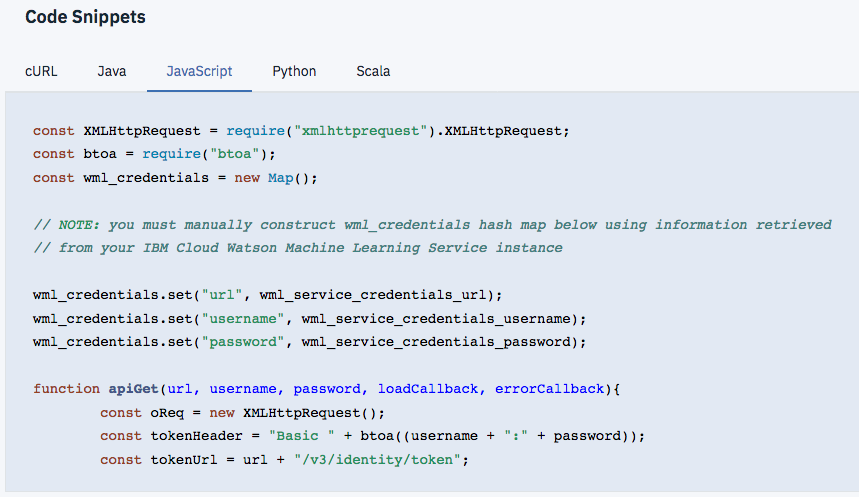 Code Snippets
cURL Java JavaScript Python Scala
const XMLHttpRequest = require("xmlhttprequest").XMLHttpRequest;
const btoa = require("btoa");
const wml_credentials = new Map();
// NOTE: you must manually construct wml_credentials hash map below using information retrieved
// from your IBM Cloud Watson Machine Learning Service instance
wml_credentials.set("url", wml_service_credentials_url);
wml_credentials.set("username", wml_service_credentials_username);
wml_credentials.set("password", wml_service_credentials_password);
function apiGet(url, username, password, loadCallback, errorCallback){
const oReq = new XMLHttpRequest();
const tokenHeader = "Basic " + btoa((username + ":" + password));
const tokenUrl = url + "/v3/identity/token";